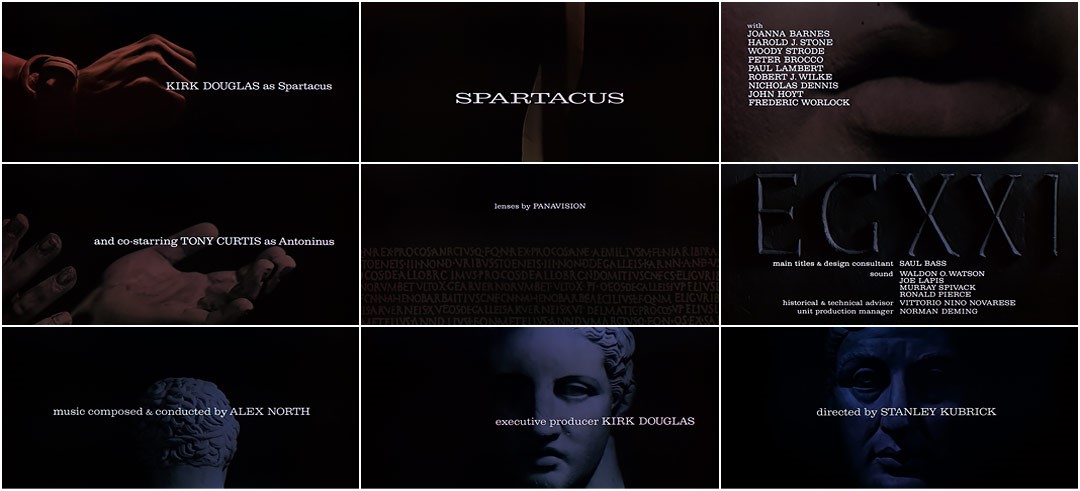 KIRK DOUGLAS as Spartacus
SPARTACUS
with
JOANNA BARNES
HAROLD J. STONE
WOODY STRODE
PETER BROCCO
PAUL LAMBERT
ROBERT J. WILKE
NICHOLAS DENNIS
JOHN HOYT
FREDERIC WORLOCK
and co-starring TONY CURTIS as Antoninus
lenses by PANAVISION
EGXXI
main titles & design consultant SAUL BASS
sound WALDON O. WATSON
JOE LAPIS
MURRAY SPIVACK
RONALD PIERCE
historical & technical advisor VITTORIO NINO NOVARESE
unit production manager NORMAN DEMING
music composed & conducted by ALEX NORTH
executive producer KIRK DOUGLAS
directed by STANLEY KUBRICK